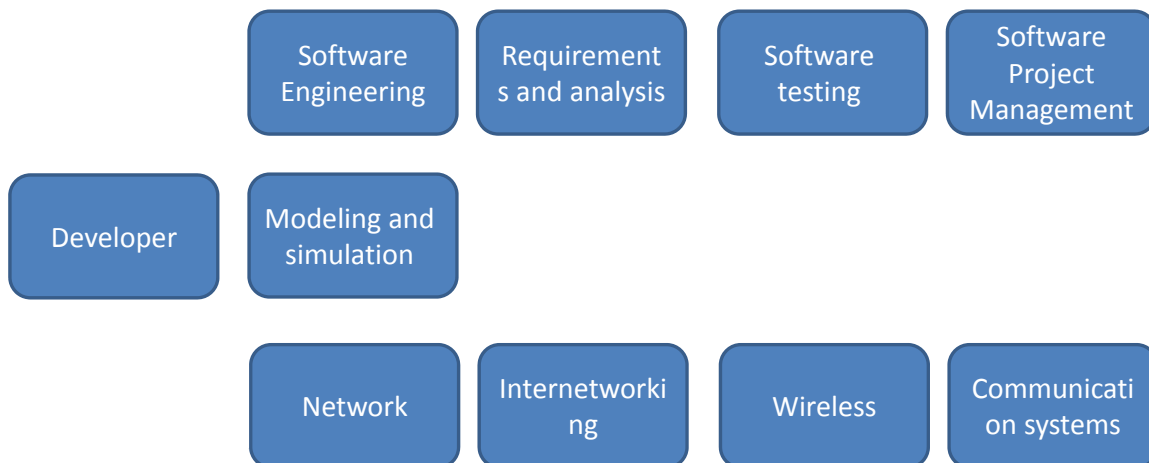 Software
Engineering
Requirement
s and analysis
Software
testing
Software
Project
Management
Developer
Modeling and
simulation
Network
Internetworki
ng
Wireless
Communicati
on systems